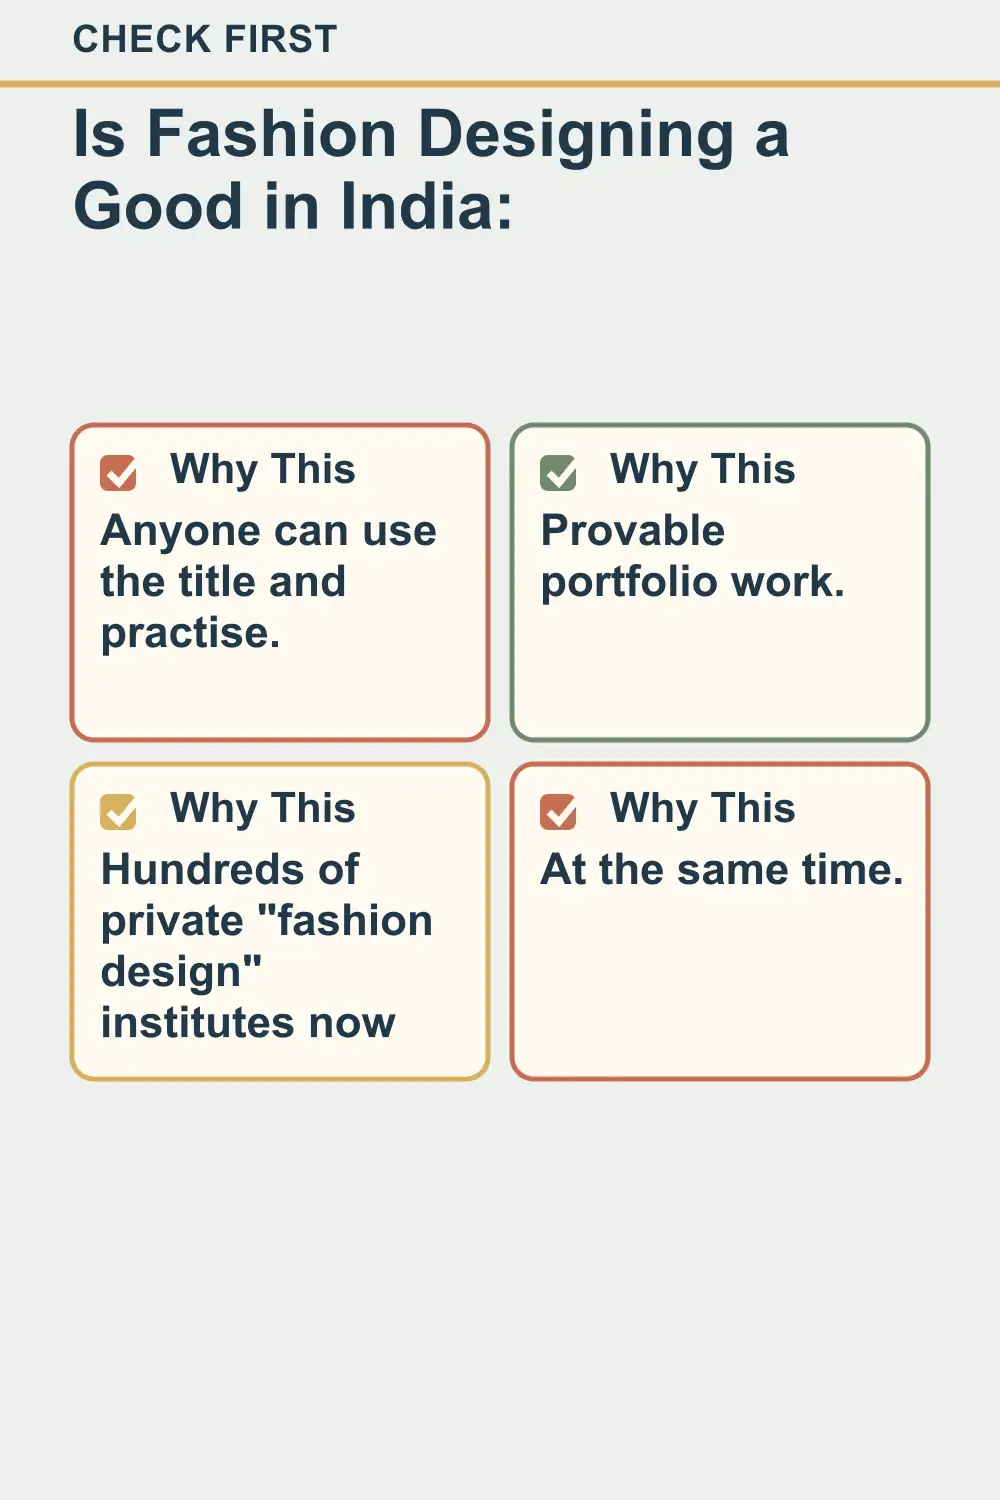 CHECK FIRST
Is Fashion Designing a
Good in India:
Why This
Anyone can use
the title and
practise.
Why This
Provable
portfolio work.
Why This
Hundreds of
private "fashion
design"
institutes now
Why This
At the same time.